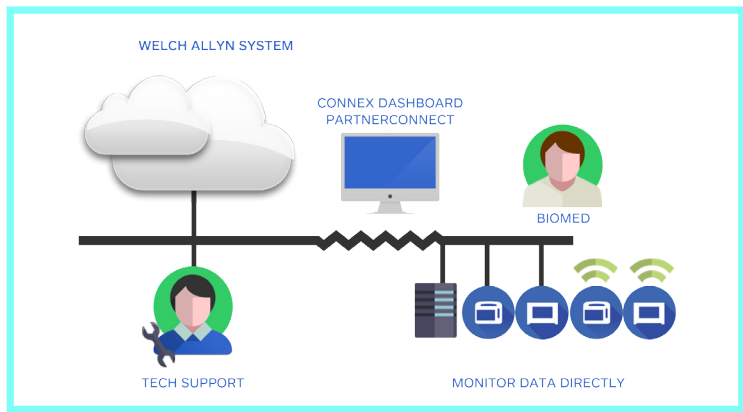 WELCH ALLYN SYSTEM
CONNEX DASHBOARD
PARTNERCONNECT
BIOMED
TECH SUPPORT
MONITOR DATA DIRECTLY